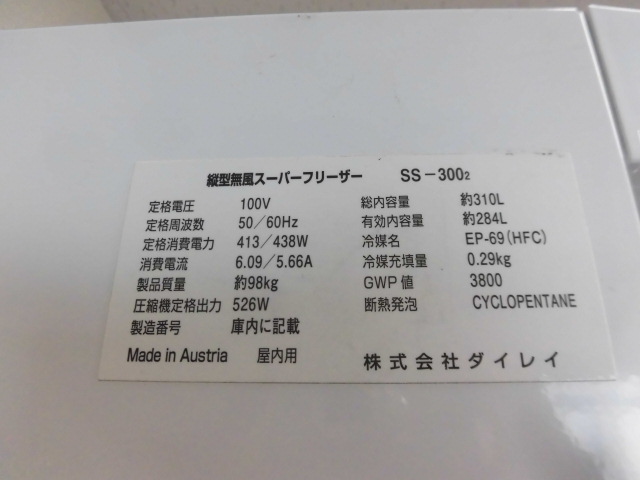 縦型無風スーパーフリーザー SS-300₂
定格電圧 100V 総内容量 約310L
定格周波数 50/60Hz 有効内容量 約284L
定格消費電力 413/438W 冷媒名 EP-69(HFC)
消費電流 6.09/5.66A 冷媒充填量 0.29kg
製品質量 約98kg GWP値 3800
圧縮機定格出力 526W 断熱発泡 CYCLOPENTANE
製造番号 庫内に記載
Made in Austria 屋内用 株式会社ダイレイ